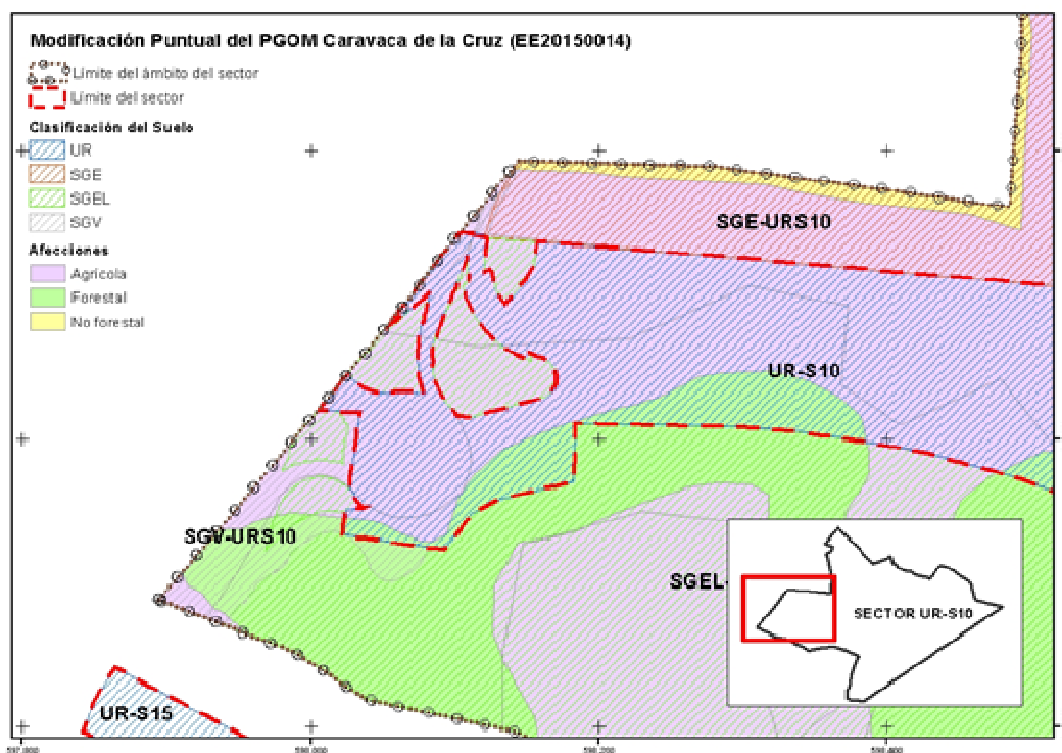 Modificación Puntual del PGOM Caravaca de la Cruz (EE20150014)
Límite del ámbito del sector
Límite del sector
Clasificación del Suelo
UR
SGE
SGEL
SGV
Afecciones
Agrícola
Forestal
No forestal
SGE-URS10
UR-S10
SGV-URS10
SGEL-
SECTOR UR-S10
UR-S15